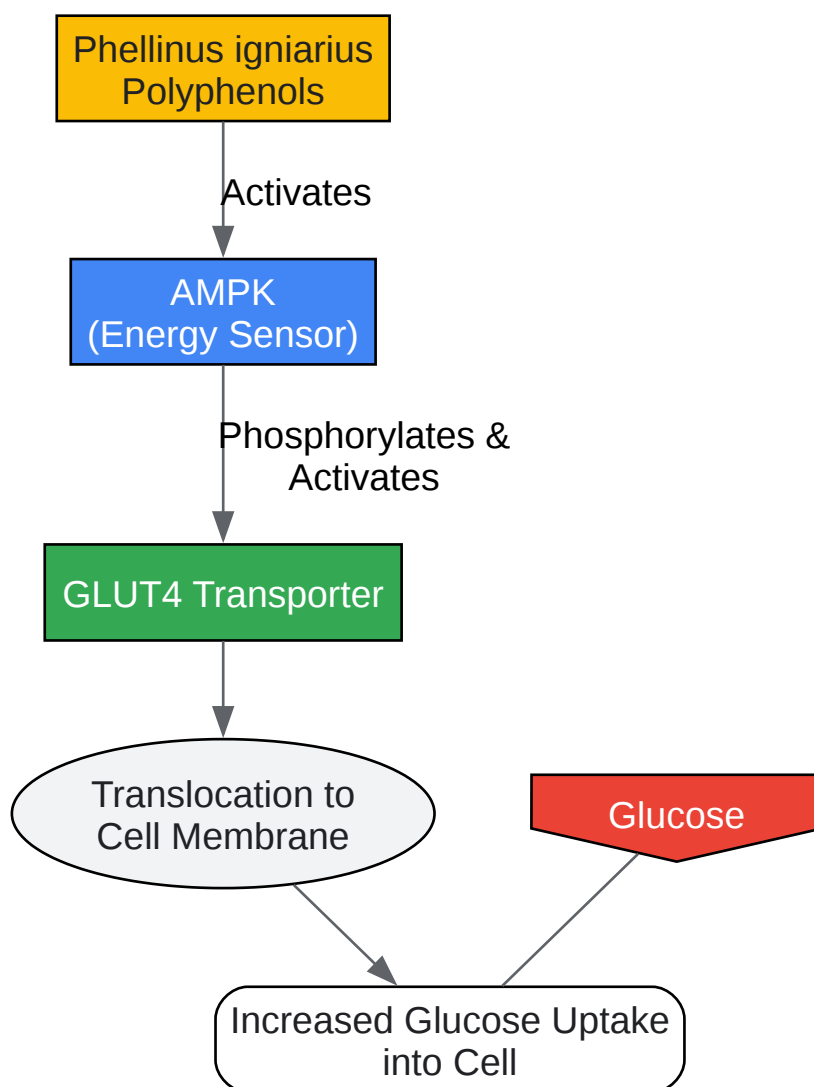 Phellinus igniarius
Polyphenols
Activates
AMPK
(Energy Sensor)
Phosphorylates &
Activates
GLUT4 Transporter
Translocation to
Cell Membrane
Glucose
Increased Glucose Uptake
into Cell